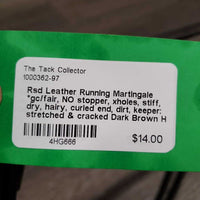 The Tack Collector
1000362-97
Rsd Leather Running Martingale
*gc/fair, NO stopper, xholes, stiff,
dry, hairy, curled end, dirt, keeper:
stretched & cracked Dark Brown H
4HG666
$14.00